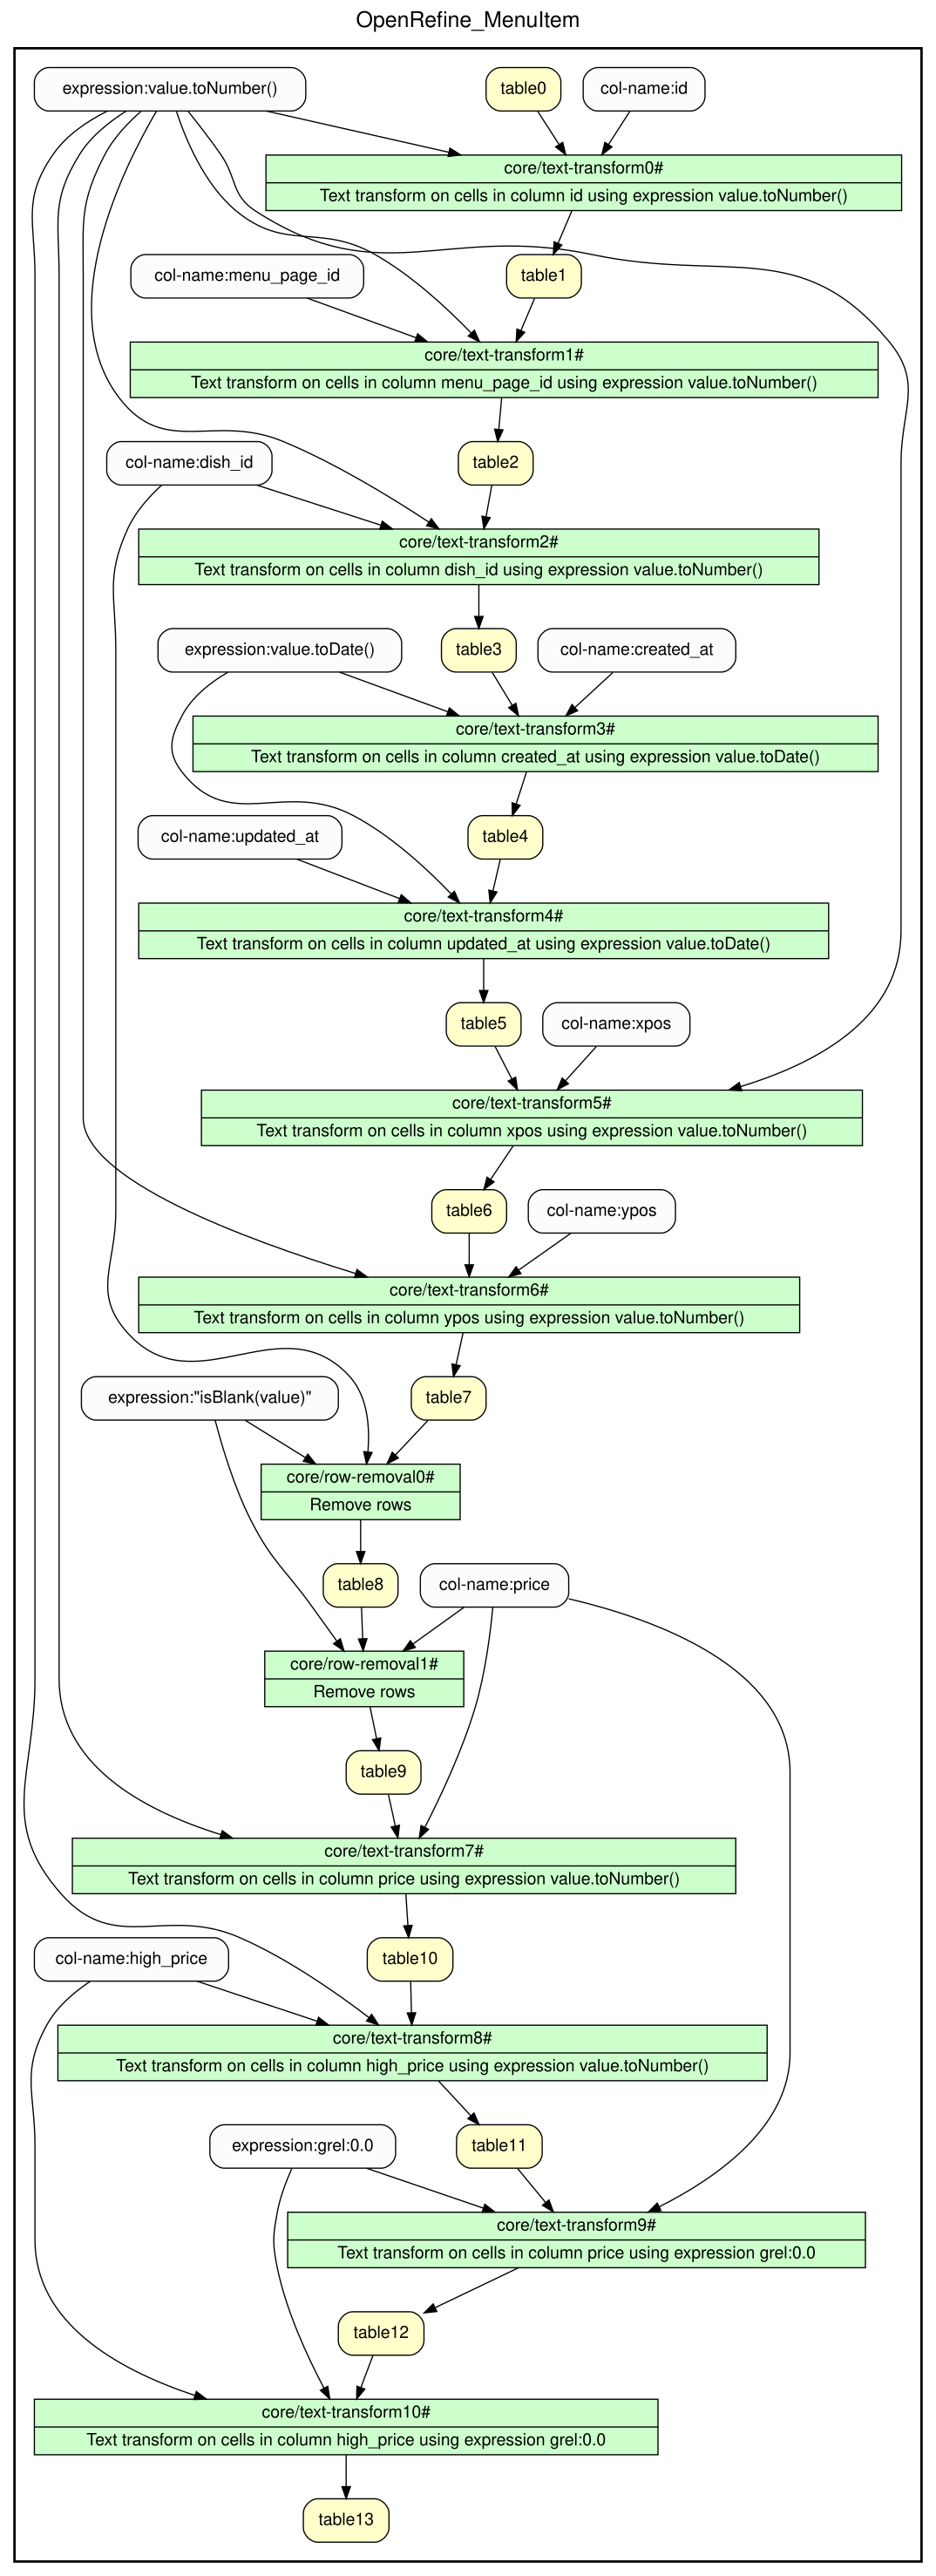 OpenRefine_MenuItem
expression:value.toNumber()
table0
col-name:id
core/text-transform0#
Text transform on cells in column id using expression value.toNumber()
col-name:menu_page_id
table1
core/text-transform1#
Text transform on cells in column menu_page_id using expression value.toNumber()
col-name:dish_id
table2
core/text-transform2#
Text transform on cells in column dish_id using expression value.toNumber()
expression:value.toDate()
table3
col-name:created_at
core/text-transform3#
Text transform on cells in column created_at using expression value.toDate()
col-name:updated_at
table4
core/text-transform4#
Text transform on cells in column updated_at using expression value.toDate()
table5
col-name:xpos
core/text-transform5#
Text transform on cells in column xpos using expression value.toNumber()
table6
col-name:ypos
core/text-transform6#
Text transform on cells in column ypos using expression value.toNumber()
expression:"isBlank(value)"
table7
core/row-removal0#
Remove rows
table8
col-name:price
core/row-removal1#
Remove rows
table9
core/text-transform7#
Text transform on cells in column price using expression value.toNumber()
col-name:high_price
table10
core/text-transform8#
Text transform on cells in column high_price using expression value.toNumber()
expression:grel:0.0
table11
core/text-transform9#
Text transform on cells in column price using expression grel:0.0
table12
core/text-transform10#
Text transform on cells in column high_price using expression grel:0.0
table13